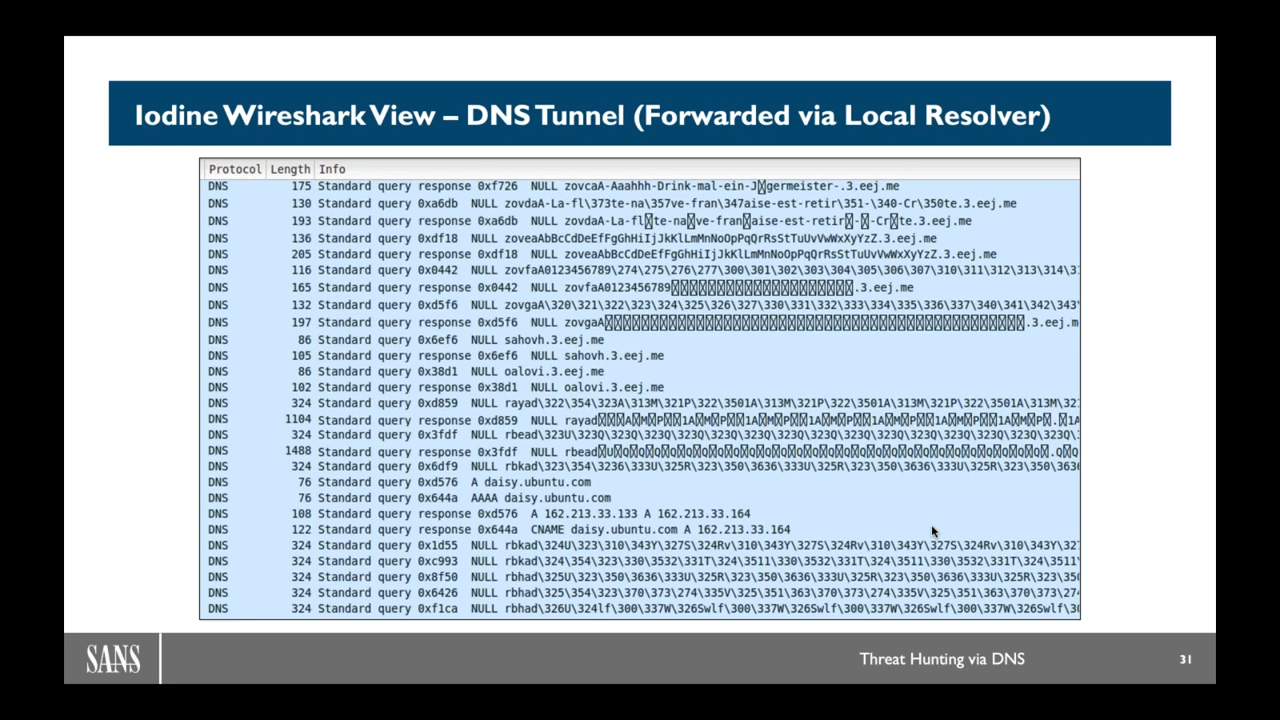 Iodine Wireshark View – DNS Tunnel (Forwarded via Local Resolver)
Protocol Length Info
DNS 175 Standard query response 0xf726 NULL zovcaA-Aaahhh-Drink-mal-ein-J☒germeister-.3.eej.me
DNS 130 Standard query 0xa6db NULL zovdaA-La-fl\373te-na\357ve-fran\347aise-est-retir\351-\340-Cr\350te.3.eej.me
DNS 193 Standard query response 0xa6db NULL zovdaA-La-fl☒te-na☒ve-fran☒aise-est-retir☒-☒-Cr☒te.3.eej.me
DNS 136 Standard query 0xdf18 NULL zoveaAbBcCdDeEfFgGhHiIjJkKlLmMnNoOpPqQrRsStTuUvVwWxXyYzZ.3.eej.me
DNS 205 Standard query response 0xdf18 NULL zoveaAbBcCdDeEfFgGhHiIjJkKlLmMnNoOpPqQrRsStTuUvVwWxXyYzZ.3.eej.me
DNS 116 Standard query 0x0442 NULL zovfaA0123456789\274\275\276\277\300\301\302\303\304\305\306\307\310\311\312\313\314\31
DNS 165 Standard query response 0x0442 NULL zovfaA0123456789☒☒☒☒☒☒☒☒☒☒☒☒☒☒☒☒☒☒☒☒.3.eej.me
DNS 132 Standard query 0xd5f6 NULL zovgaA\320\321\322\323\324\325\326\327\330\331\332\333\334\335\336\337\340\341\342\343\
DNS 197 Standard query response 0xd5f6 NULL zovgaA☒☒☒☒☒☒☒☒☒☒☒☒☒☒☒☒☒☒☒☒☒☒☒☒☒☒☒☒☒☒☒☒☒☒☒☒☒☒☒☒☒☒☒☒☒☒.3.eej.m
DNS 86 Standard query 0x6ef6 NULL sahovh.3.eej.me
DNS 105 Standard query response 0x6ef6 NULL sahovh.3.eej.me
DNS 86 Standard query 0x38d1 NULL oalovi.3.eej.me
DNS 102 Standard query response 0x38d1 NULL oalovi.3.eej.me
DNS 324 Standard query 0xd859 NULL rayad\322\354\323A\313M\321P\322\3501A\313M\321P\322\3501A\313M\321P\322\3501A\313M\321
DNS 1104 Standard query response 0xd859 NULL rayad☒☒☒A☒M☒P☒☒1A☒M☒P☒☒1A☒M☒P☒☒1A☒M☒P☒☒1A☒M☒P☒☒1A☒M☒P☒.☒1A
DNS 324 Standard query 0x3fdf NULL rbead\323U\323Q\323Q\323Q\323Q\323Q\323Q\323Q\323Q\323Q\323Q\323Q\323Q\323Q\323Q\
DNS 1488 Standard query response 0x3fdf NULL rbead☒U☒Q☒Q☒Q☒Q☒Q☒Q☒Q☒Q☒Q☒Q☒Q☒Q☒Q☒Q☒Q☒Q☒Q☒.Q☒Q
DNS 324 Standard query 0x6df9 NULL rbkad\323\354\3236\333U\325R\323\350\3636\333U\325R\323\350\3636\333U\325R\323\350\3636
DNS 76 Standard query 0xd576 A daisy.ubuntu.com
DNS 76 Standard query 0x644a AAAA daisy.ubuntu.com
DNS 108 Standard query response 0xd576 A 162.213.33.133 A 162.213.33.164
DNS 122 Standard query response 0x644a CNAME daisy.ubuntu.com A 162.213.33.164
DNS 324 Standard query 0x1d55 NULL rbkad\324U\323\310\343Y\327S\324Rv\310\343Y\327S\324Rv\310\343Y\327S\324Rv\310\343Y\327
DNS 324 Standard query 0xc993 NULL rbkad\324\354\323\330\3532\331T\324\3511\330\3532\331T\324\3511\330\3532\331T\324\3511\
DNS 324 Standard query 0x8f50 NULL rbhad\325U\323\350\3636\333U\325R\323\350\3636\333U\325R\323\350\3636\333U\325R\323\350
DNS 324 Standard query 0x6426 NULL rbhad\325\354\323\370\373\274\335V\325\351\363\370\373\274\335V\325\351\363\370\373\274
DNS 324 Standard query 0xf1ca NULL rbhad\326U\324lf\300\337W\326Swlf\300\337W\326Swlf\300\337W\326Swlf\300\337W\326Swlf\30
SANS
Threat Hunting via DNS
31